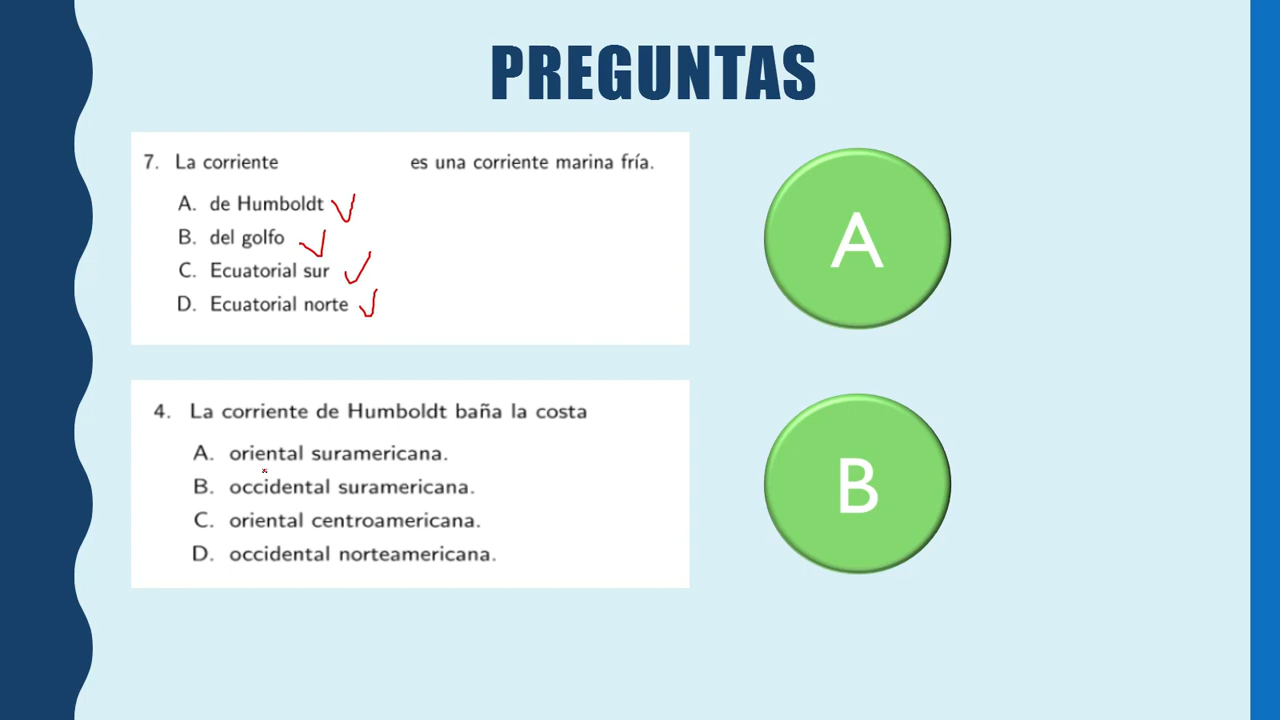 PREGUNTAS
7. La corriente es una corriente marina fría.
A. de Humboldt
B. del golfo
C. Ecuatorial sur
D. Ecuatorial norte
A
4. La corriente de Humboldt baña la costa
A. oriental suramericana.
B. occidental suramericana.
C. oriental centroamericana.
D. occidental norteamericana.
B